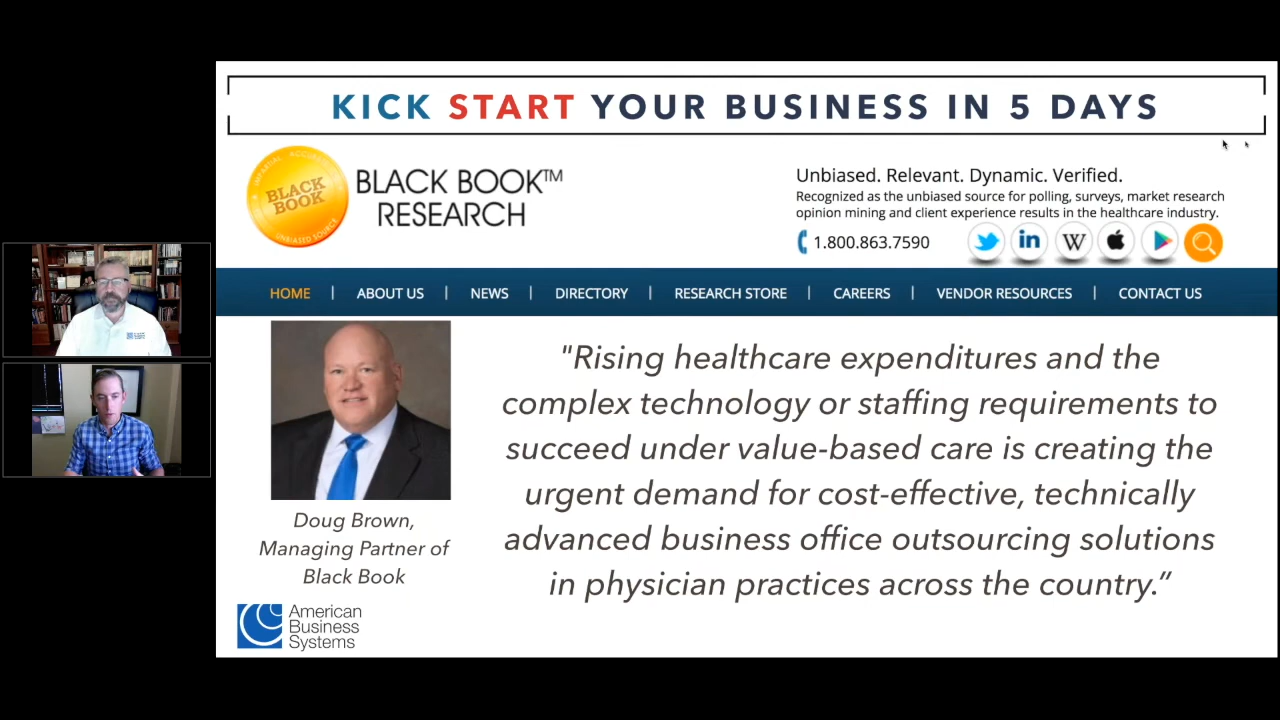 KICK START YOUR BUSINESS IN 5 DAYS
IMPARTIAL ACCURATE
BLACK
BOOK
UNBIASED SOURCE
BLACK BOOK™
RESEARCH
Unbiased. Relevant. Dynamic. Verified.
Recognized as the unbiased source for polling, surveys, market research
opinion mining and client experience results in the healthcare industry.
1.800.863.7590
in
W
HOME | ABOUT US | NEWS | DIRECTORY | RESEARCH STORE | CAREERS | VENDOR RESOURCES | CONTACT US
"Rising healthcare expenditures and the
complex technology or staffing requirements to
succeed under value-based care is creating the
urgent demand for cost-effective, technically
advanced business office outsourcing solutions
in physician practices across the country.”
Doug Brown,
Managing Partner of
Black Book
American
Business
Systems